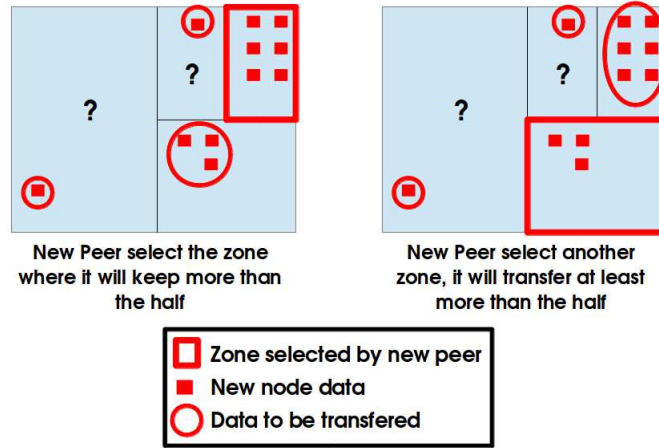 ?
?
?
?
New Peer select the zone
where it will keep more than
the half
New Peer select another
zone, it will transfer at least
more than the half
Zone selected by new peer
New node data
Data to be transfered